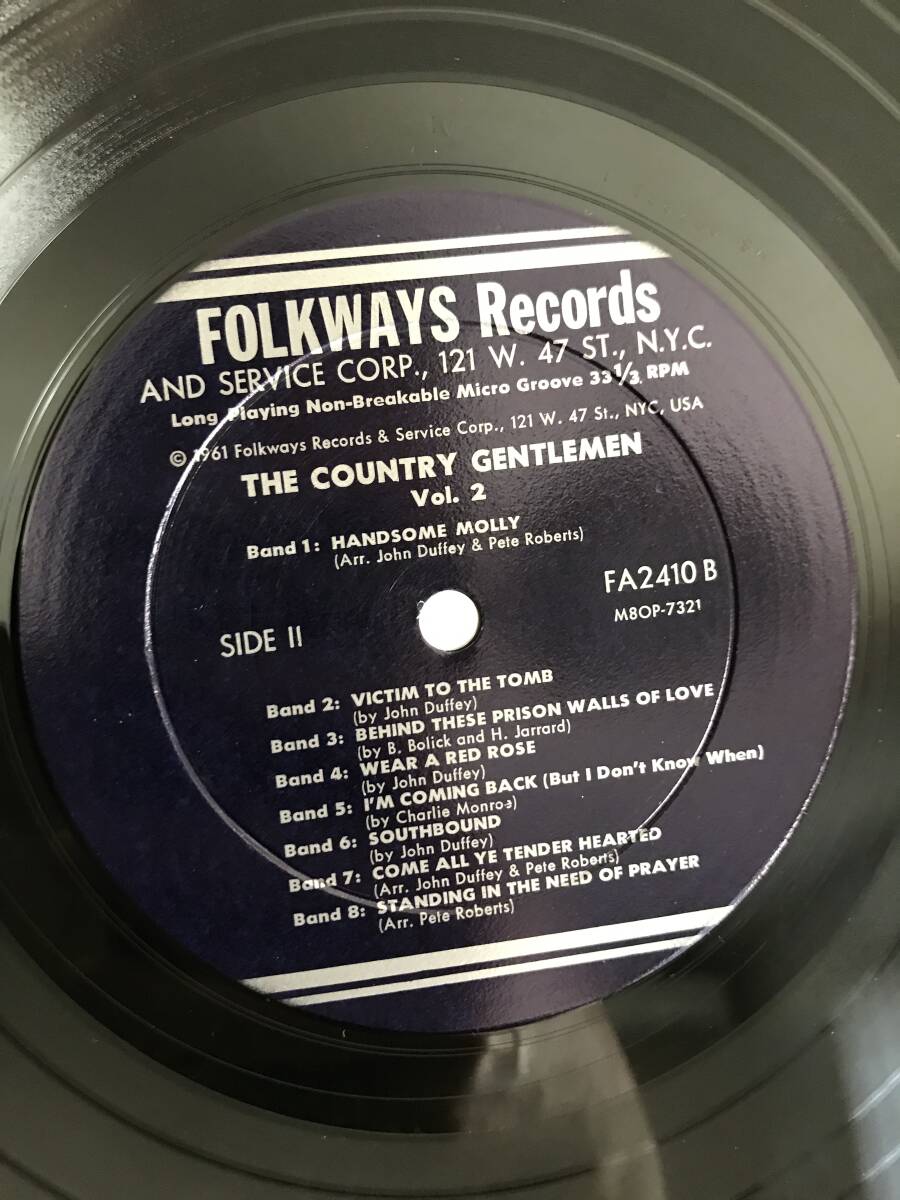 FOLKWAYS Records
AND SERVICE CORP., 121 W. 47 ST., N.Y.C.
Long Playing Non-Breakable Micro Groove 33 1/3 RPM
© 1961 Folkways Records & Service Corp., 121 W. 47 St., NYC, USA
THE COUNTRY GENTLEMEN
Vol. 2
Band 1: HANDSOME MOLLY
(Arr. John Duffey & Pete Roberts)
FA2410 B
M8OP-7321
SIDE II
Band 2: VICTIM TO THE TOMB
(by John Duffey)
Band 3: BEHIND THESE PRISON WALLS OF LOVE
(by B. Bolick and H. Jarrard)
Band 4: WEAR A RED ROSE
(by John Duffey)
Band 5: I'M COMING BACK (But I Don't Know When)
(by Charlie Monroe)
Band 6: SOUTHBOUND
(by John Duffey)
Band 7: COME ALL YE TENDER HEARTED
(Arr. John Duffey & Pete Roberts)
Band 8: STANDING IN THE NEED OF PRAYER
(Arr. Pete Roberts)